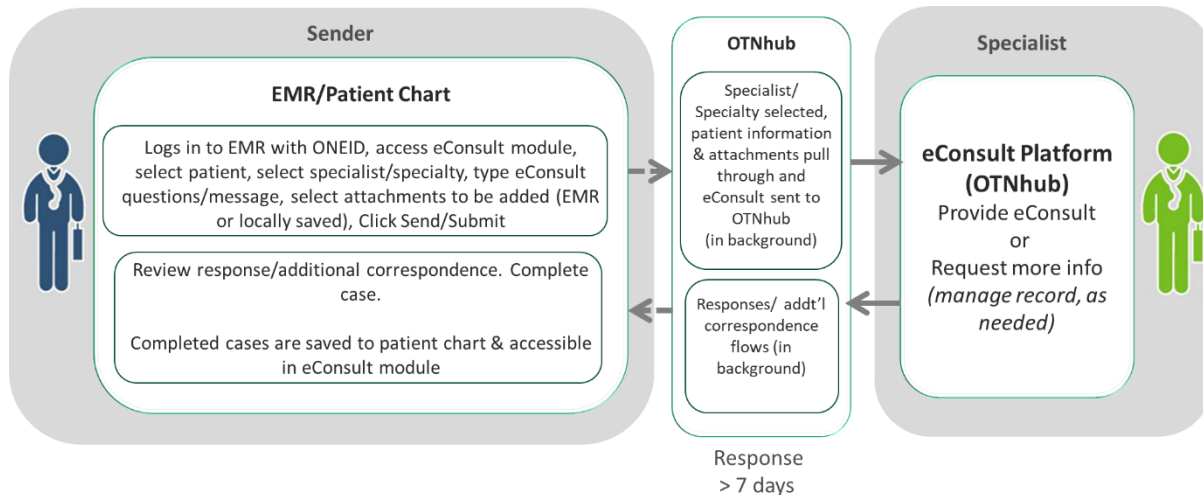 Sender
EMR/Patient Chart
Logs in to EMR with ONEID, access eConsult module,
select patient, select specialist/specialty, type eConsult
questions/message, select attachments to be added (EMR
or locally saved), Click Send/Submit
Review response/additional correspondence. Complete
case.
Completed cases are saved to patient chart & accessible
in eConsult module
OTNhub
Specialist/
Specialty selected,
patient information
& attachments pull
through and
eConsult sent to
OTNhub
(in background)
Responses/ addt'l
correspondence
flows (in
background)
Response
> 7 days
Specialist
eConsult Platform
(OTNhub)
Provide eConsult
or
Request more info
(manage record, as
needed)